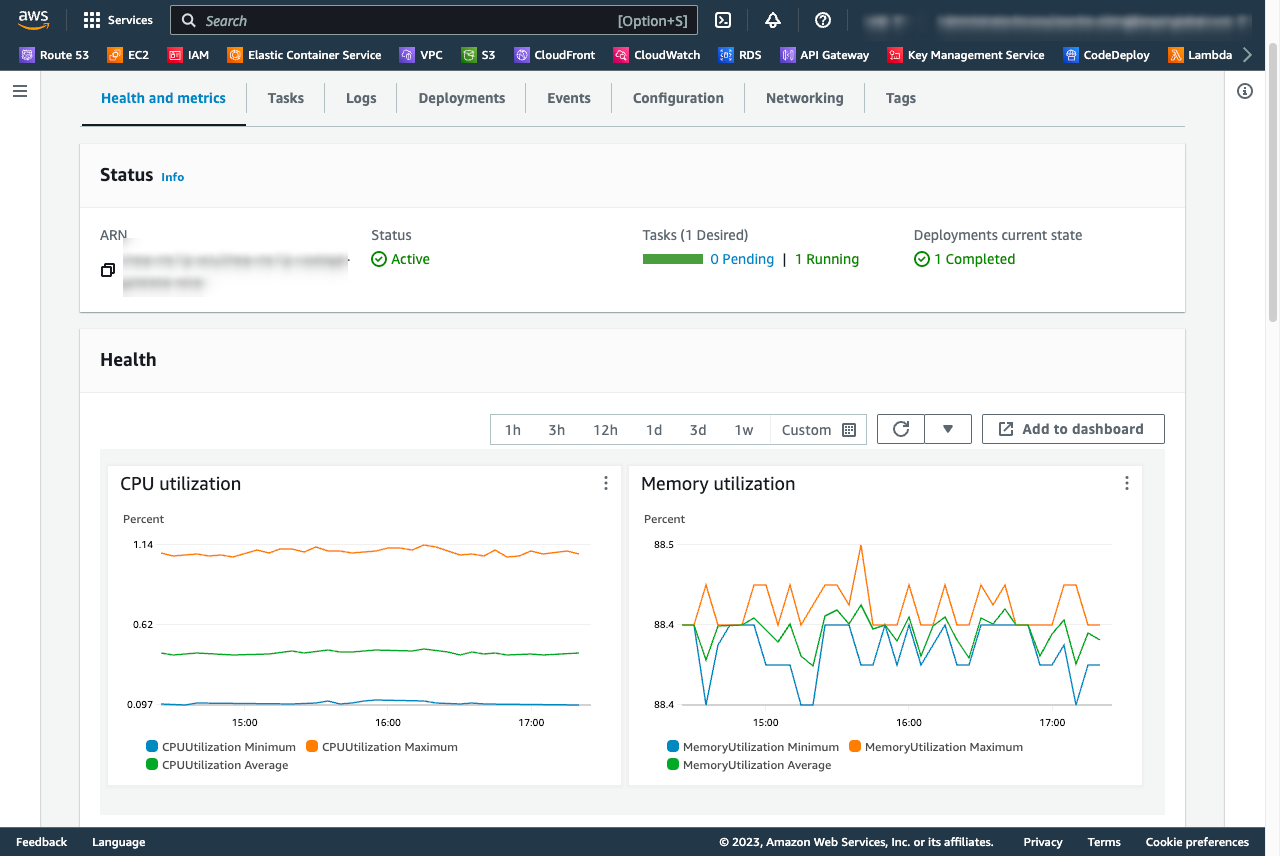 aws
Services
Search
[Option+S]
Route 53
EC2
IAM
Elastic Container Service
VPC
S3
CloudFront
CloudWatch
RDS
API Gateway
Key Management Service
CodeDeploy
Lambda
Health and metrics
Tasks
Logs
Deployments
Events
Configuration
Networking
Tags
Status Info
ARN
Status
Active
Tasks (1 Desired)
0 Pending | 1 Running
Deployments current state
1 Completed
Health
1h 3h 12h 1d 3d 1w Custom
Add to dashboard
CPU utilization
Percent
1.14
0.62
0.097
15:00 16:00 17:00
CPUUtilization Minimum CPUUtilization Maximum
CPUUtilization Average
Memory utilization
Percent
88.5
88.4
88.4
15:00 16:00 17:00
MemoryUtilization Minimum MemoryUtilization Maximum
MemoryUtilization Average
Feedback Language
© 2023, Amazon Web Services, Inc. or its affiliates. Privacy Terms Cookie preferences